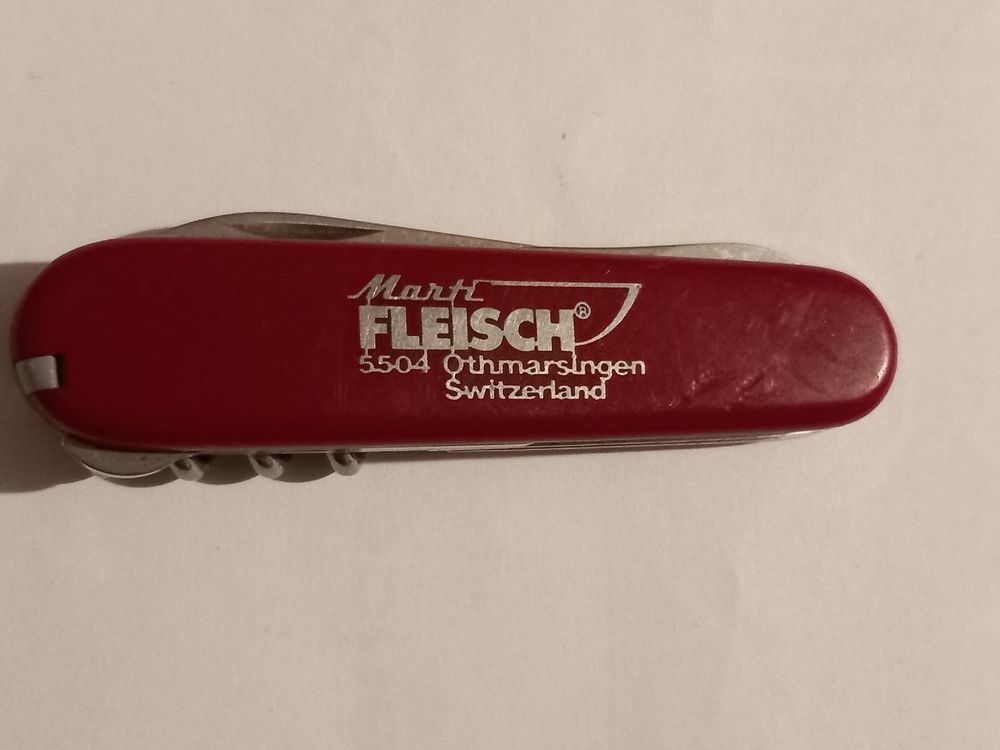 Marti
FLEISCH®
5504 Othmarsingen
Switzerland